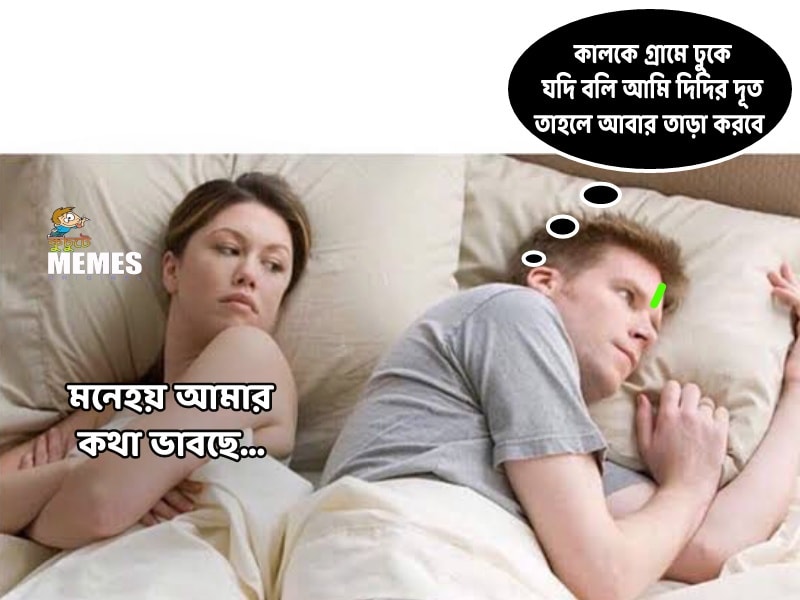 কালকে গ্রামে ঢুকে
যদি বলি আমি দিদির দূত
তাহলে আবার তাড়া করবে
MEMES
মনেহয় আমার
কথা ভাবছে...